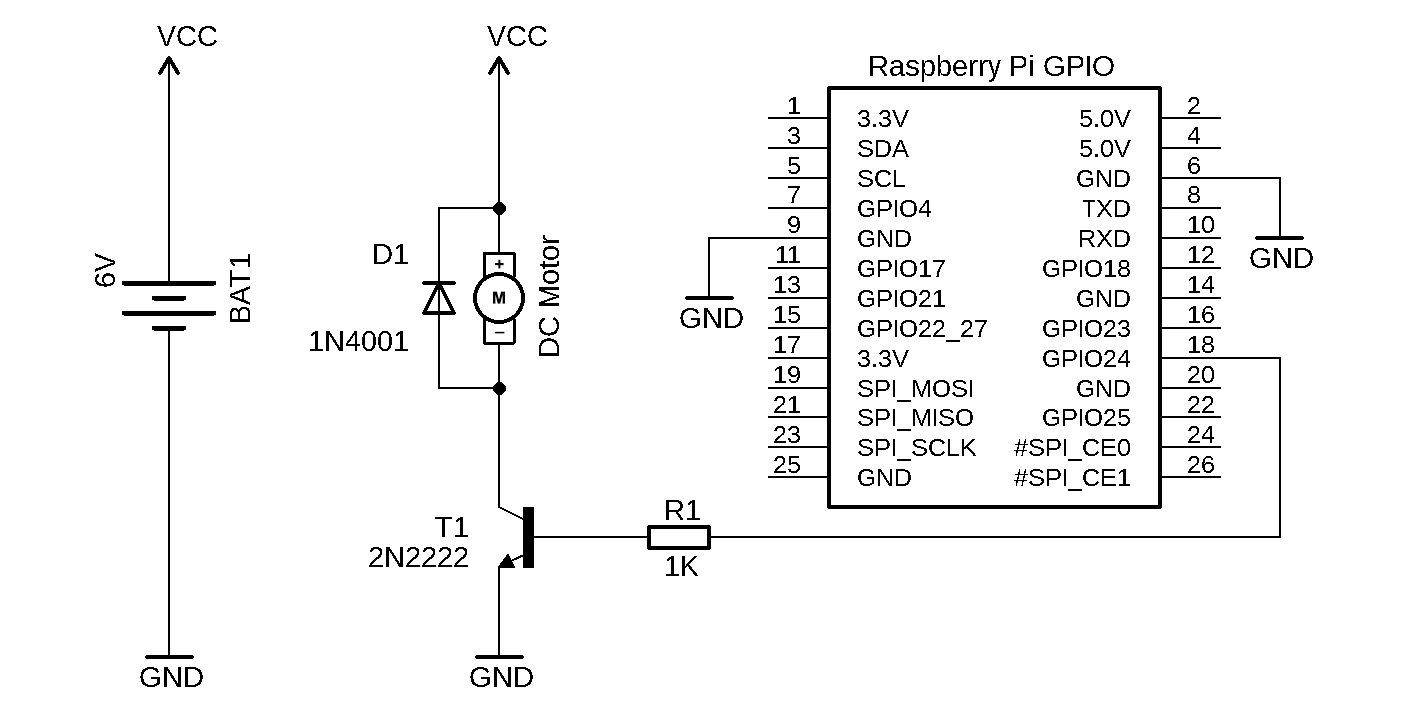 VCC
VCC
Raspberry Pi GPIO
6V
BAT1
D1
1N4001
+
M
−
DC Motor
T1
2N2222
R1
1K
GND
GND
GND
GND
1 3.3V 5.0V 2
3 SDA 5.0V 4
5 SCL GND 6
7 GPIO4 TXD 8
9 GND RXD 10
11 GPIO17 GPIO18 12
13 GPIO21 GND 14
15 GPIO22_27 GPIO23 16
17 3.3V GPIO24 18
19 SPI_MOSI GND 20
21 SPI_MISO GPIO25 22
23 SPI_SCLK #SPI_CE0 24
25 GND #SPI_CE1 26